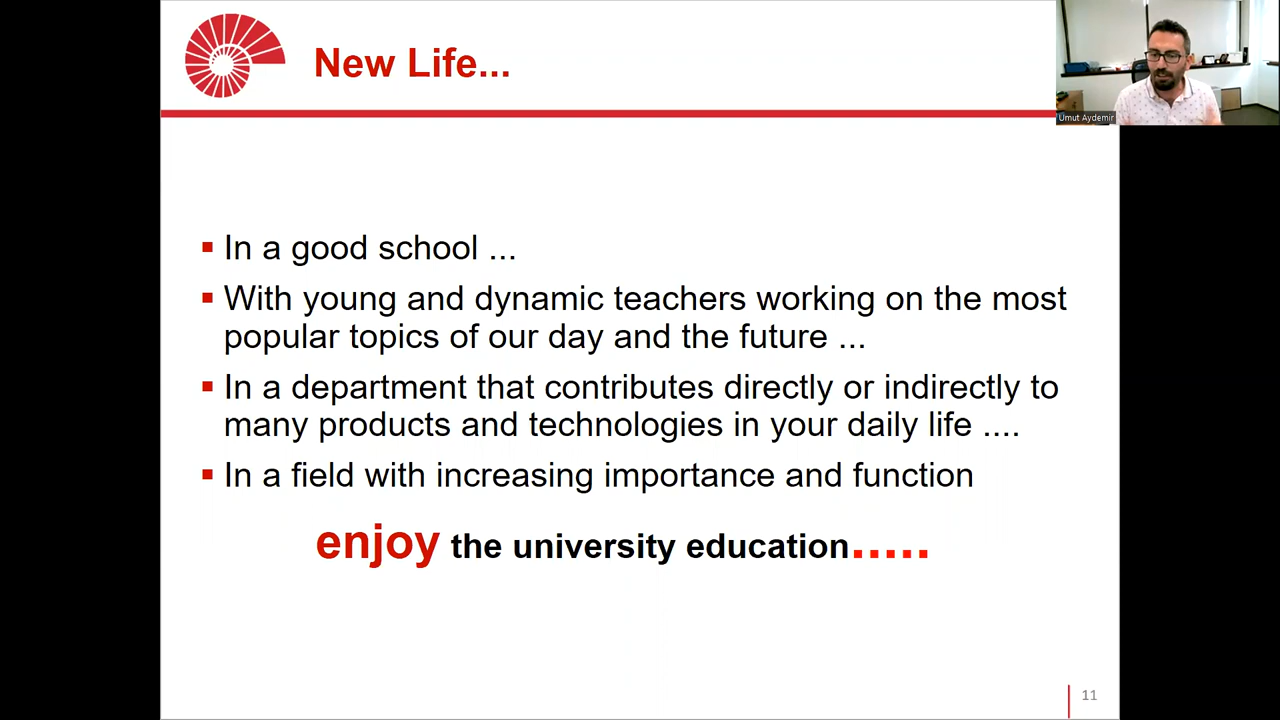 New Life...
Umut Aydemir
▪ In a good school ...
▪ With young and dynamic teachers working on the most
popular topics of our day and the future ...
▪ In a department that contributes directly or indirectly to
many products and technologies in your daily life ....
▪ In a field with increasing importance and function
enjoy the university education.....
11